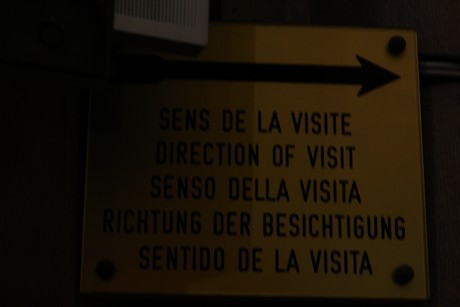 SENS DE LA VISITE
DIRECTION OF VISIT
SENSO DELLA VISITA
RICHTUNG DER BESICHTIGUNG
SENTIDO DE LA VISITA